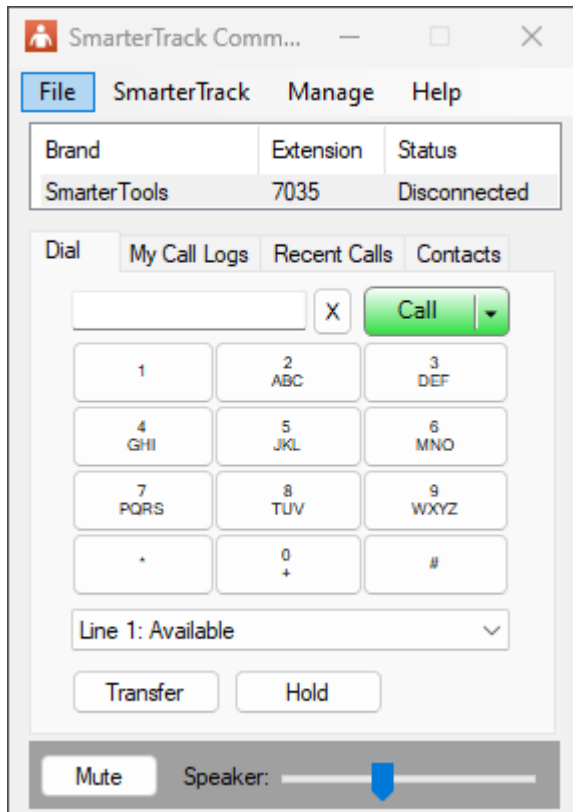 SmarterTrack Comm...
File SmarterTrack Manage Help
Brand Extension Status
SmarterTools 7035 Disconnected
Dial My Call Logs Recent Calls Contacts
X Call
1 2 3
ABC DEF
4 5 6
GHI JKL MNO
7 8 9
PQRS TUV WXYZ
* 0 #
+
Line 1: Available
Transfer Hold
Mute Speaker: